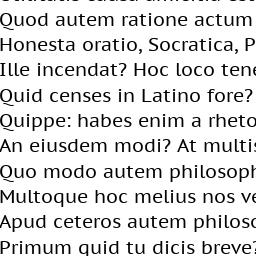 Quod autem ratione actum
Honesta oratio, Socratica, P
Ille incendat? Hoc loco tene
Quid censes in Latino fore?
Quippe: habes enim a rheto
An eiusdem modi? At multis
Quo modo autem philosoph
Multoque hoc melius nos ve
Apud ceteros autem philoso
Primum quid tu dicis breve?